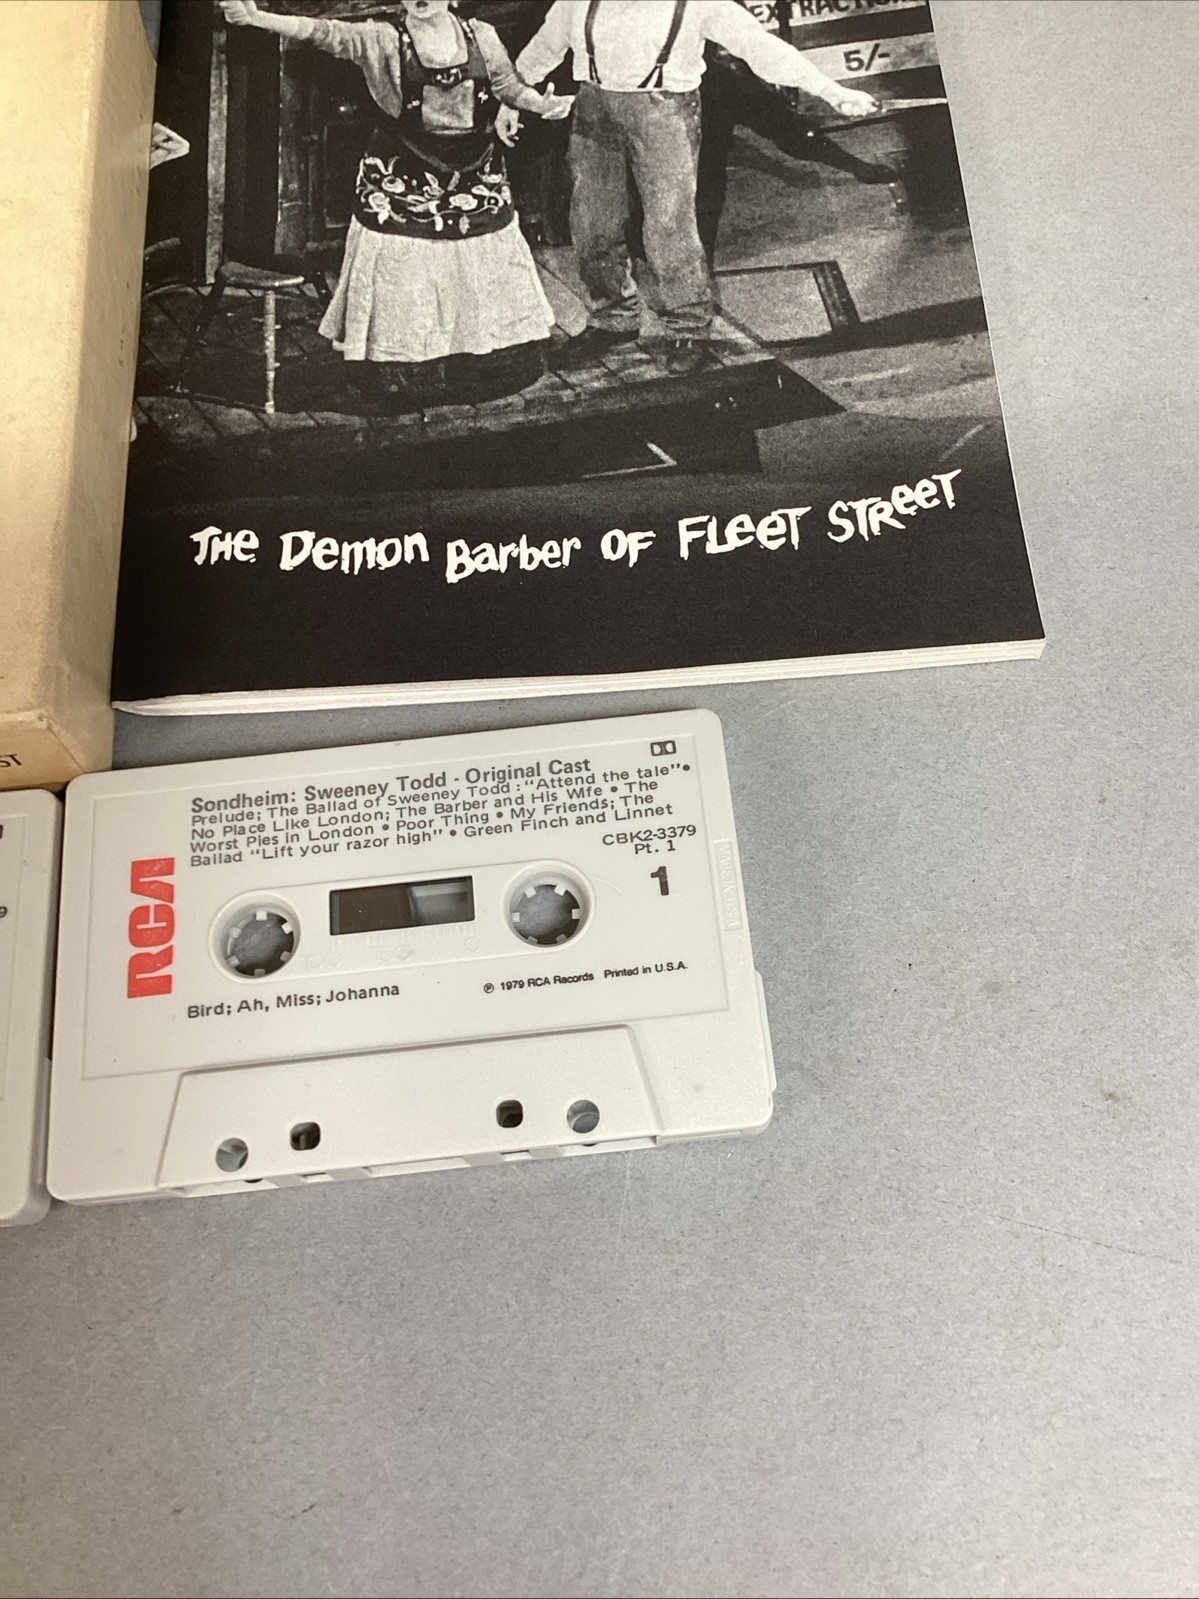 EXTRACTION
5/-
THE Demon Barber OF FLEET STREET
ST
9
Sondheim: Sweeney Todd - Original Cast
Prelude; The Ballad of Sweeney Todd : "Attend the tale" •
No Place Like London; The Barber and His Wife • The
Worst Pies in London • Poor Thing • My Friends; The
Ballad "Lift your razor high" • Green Finch and Linnet
CBK2-3379
Pt. 1
1
RCA
Bird; Ah, Miss; Johanna
℗ 1979 RCA Records Printed in U.S.A.